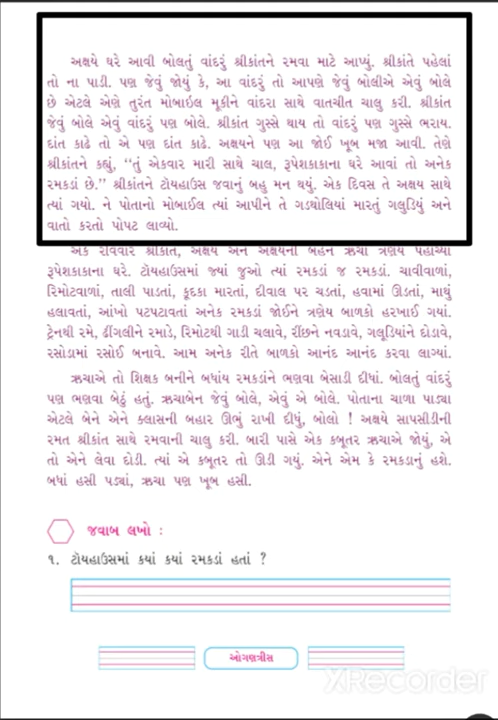 અક્ષયે ઘરે આવી બોલતું વાંદરું શ્રીકાંતને રમવા માટે આપ્યું. શ્રીકાંતે પહેલાં
તો ના પાડી. પણ જેવું જોયું કે, આ વાંદરું તો આપણે જેવું બોલીએ એવું બોલે
છે એટલે એણે તુરંત મોબાઇલ મૂકીને વાંદરા સાથે વાતચીત ચાલુ કરી. શ્રીકાંત
જેવું બોલે એવું વાંદરું પણ બોલે. શ્રીકાંત ગુસ્સે થાય તો વાંદરું પણ ગુસ્સે ભરાય.
દાંત કાઢે તો એ પણ દાંત કાઢે. અક્ષયને પણ આ જોઈ ખૂબ મજા આવી. તેણે
શ્રીકાંતને કહ્યું, ‘‘તું એકવાર મારી સાથે ચાલ, રૂપેશકાકાના ઘરે આવાં તો અનેક
રમકડાં છે.’’ શ્રીકાંતને ટૉયહાઉસ જવાનું બહુ મન થયું. એક દિવસ તે અક્ષય સાથે
ત્યાં ગયો. ને પોતાનો મોબાઈલ ત્યાં આપીને તે ગડથોલિયાં મારતું ગલુડિયું અને
વાતો કરતો પોપટ લાવ્યો.
એક રવિવારે શ્રીકાંત, અક્ષય અને અક્ષયની બહેન ઋચા ત્રણેય પહોંચ્યાં
રૂપેશકાકાના ઘરે. ટૉયહાઉસમાં જ્યાં જુઓ ત્યાં રમકડાં જ રમકડાં. ચાવીવાળાં,
રિમોટવાળાં, તાલી પાડતાં, કૂદકા મારતાં, દીવાલ પર ચડતાં, હવામાં ઊડતાં, માથું
હલાવતાં, આંખો પટપટાવતાં અનેક રમકડાં જોઈને ત્રણેય બાળકો હરખાઈ ગયાં.
ટ્રેનથી રમે, ઢીંગલીને રમાડે, રિમોટથી ગાડી ચલાવે, રીંછને નવડાવે, ગલૂડિયાંને દોડાવે,
રસોડામાં રસોઈ બનાવે. આમ અનેક રીતે બાળકો આનંદ આનંદ કરવા લાગ્યાં.
ઋચાએ તો શિક્ષક બનીને બધાંય રમકડાંને ભણવા બેસાડી દીધાં. બોલતું વાંદરું
પણ ભણવા બેઠું હતું. ઋચાબેન જેવું બોલે, એવું એ બોલે. પોતાના ચાળા પાડ્યા
એટલે બેને એને ક્લાસની બહાર ઊભું રાખી દીધું, બોલો ! અક્ષયે સાપસીડીની
રમત શ્રીકાંત સાથે રમવાની ચાલુ કરી. બારી પાસે એક કબૂતર ઋચાએ જોયું, એ
તો એને લેવા દોડી. ત્યાં એ કબૂતર તો ઊડી ગયું. એને એમ કે રમકડાનું હશે.
બધાં હસી પડ્યાં, ઋચા પણ ખૂબ હસી.
જવાબ લખો :
૧. ટૉયહાઉસમાં કયાં કયાં રમકડાં હતાં ?
ઓગણત્રીસ
XRecorder